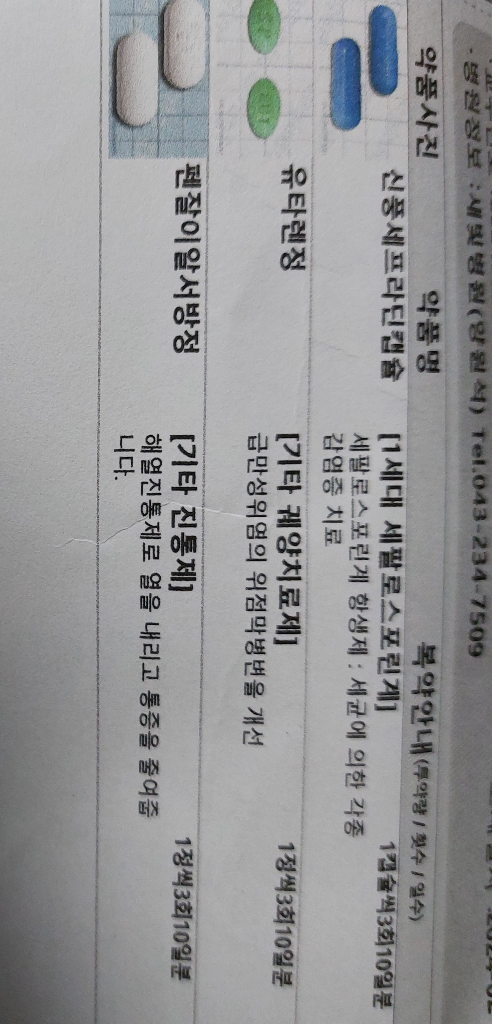 · 병원정보 : 새빛병원(양원석) Tel.043-234-7509
약품사진 약품명 복약안내 (투약량 / 횟수 / 일수)
신풍세프라딘캡슐 [1세대 세팔로스포린계] 1캡슐씩3회10일분
세팔로스포린계 항생제 : 세균에 의한 각종
감염증 치료
유타렌정 [기타 궤양치료제] 1정씩3회10일분
급만성위염의 위점막병변을 개선
펜잘이알서방정 [기타 진통제] 1정씩3회10일분
해열진통제로 열을 내리고 통증을 줄여줍
니다.